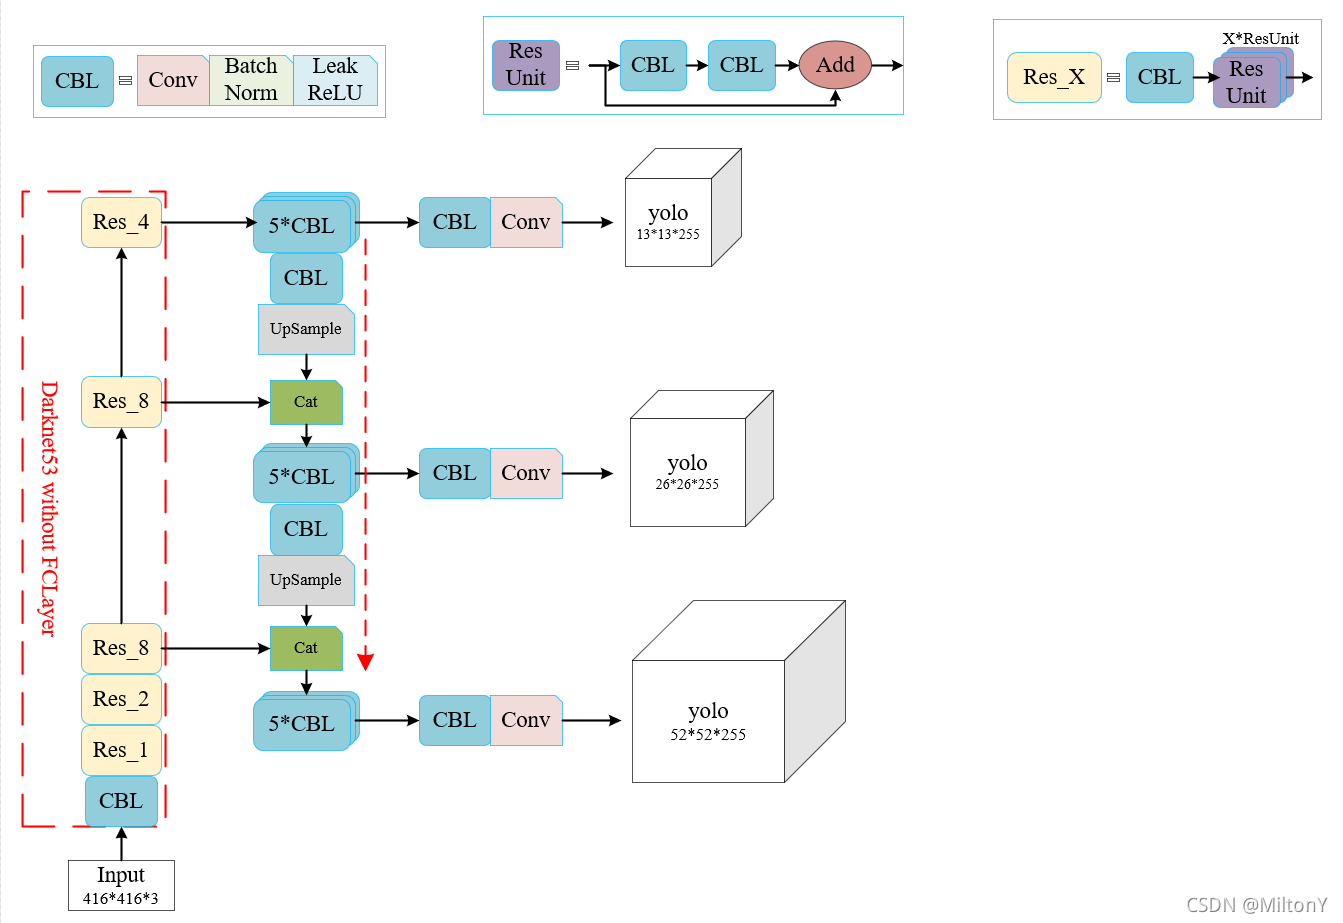 CBL
Conv
Batch
Norm
Leak
ReLU
Res
Unit
CBL
CBL
Add
Res_X
CBL
X*ResUnit
Res
Unit
Res_4
5*CBL
CBL
Conv
yolo
13*13*255
CBL
UpSample
Res_8
Cat
5*CBL
CBL
Conv
yolo
26*26*255
CBL
UpSample
Darknet53 without FCLayer
Res_8
Cat
Res_2
5*CBL
CBL
Conv
yolo
52*52*255
Res_1
CBL
Input
416*416*3
CSDN @MiltonY